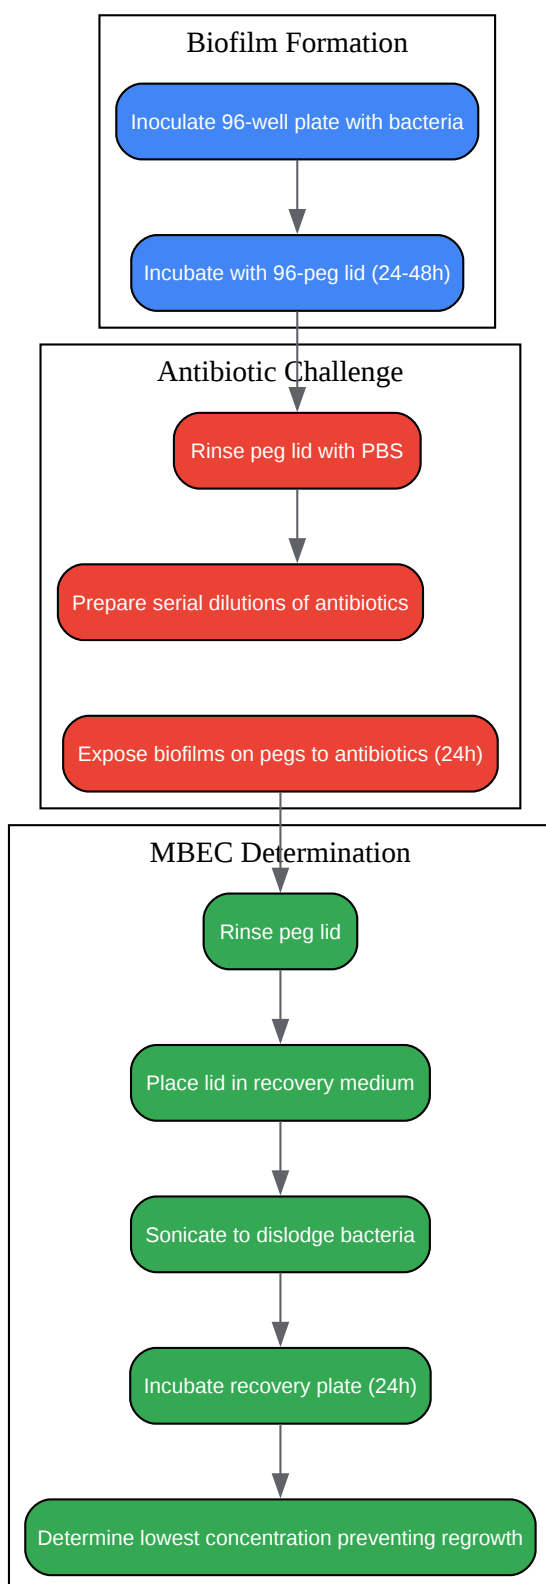 Biofilm Formation
Inoculate 96-well plate with bacteria
Incubate with 96-peg lid (24-48h)
Antibiotic Challenge
Rinse peg lid with PBS
Prepare serial dilutions of antibiotics
Expose biofilms on pegs to antibiotics (24h)
MBEC Determination
Rinse peg lid
Place lid in recovery medium
Sonicate to dislodge bacteria
Incubate recovery plate (24h)
Determine lowest concentration preventing regrowth